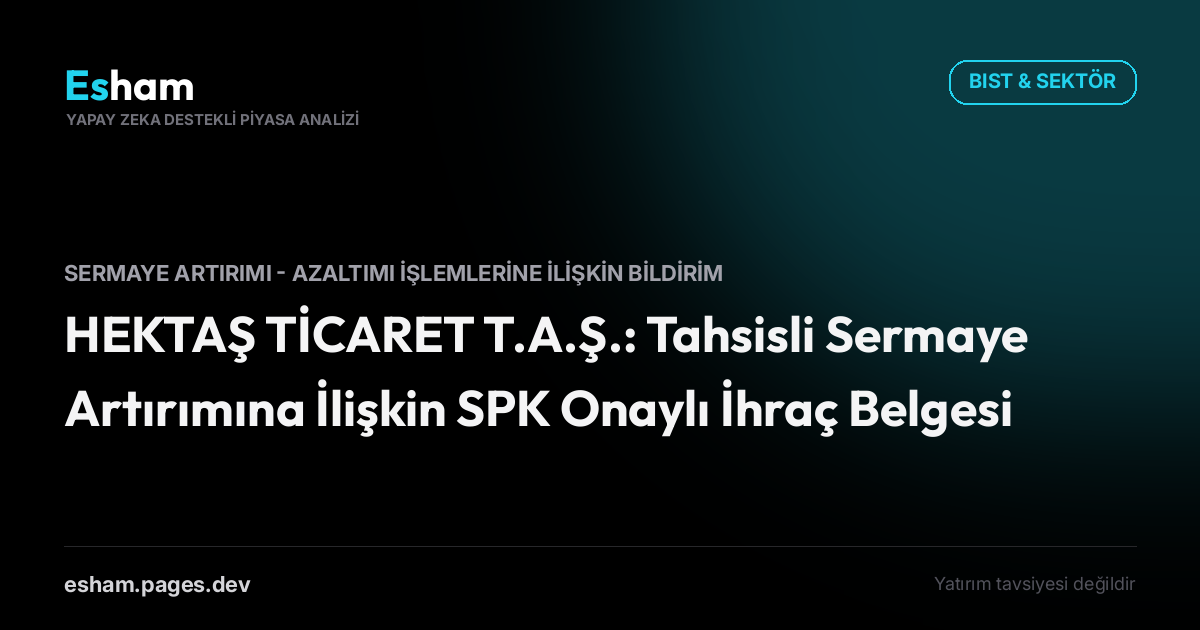 Esham
YAPAY ZEKA DESTEKLİ PİYASA ANALİZİ
BIST & SEKTÖR
SERMAYE ARTIRIMI - AZALTIMI İŞLEMLERİNE İLİŞKİN BİLDİRİM
HEKTAŞ TİCARET T.A.Ş.: Tahsisli Sermaye
Artırımına İlişkin SPK Onaylı İhraç Belgesi
esham.pages.dev
Yatırım tavsiyesi değildir